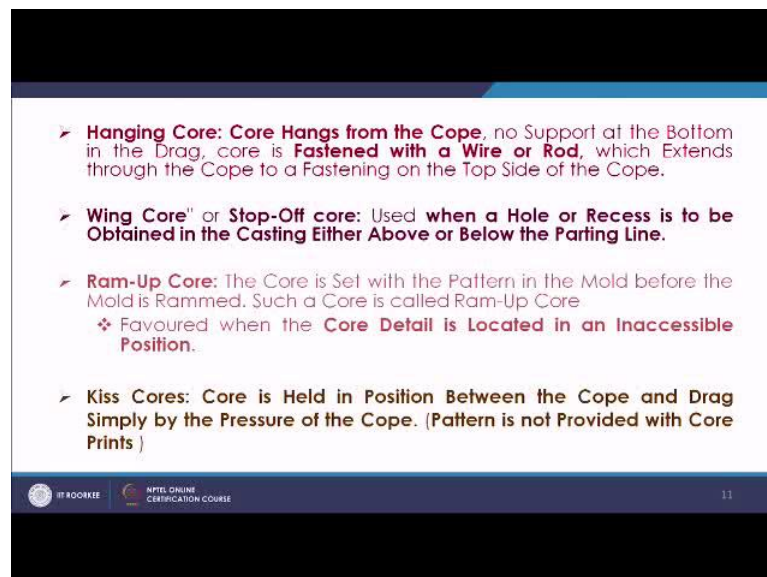 ➢ Hanging Core: Core Hangs from the Cope, no Support at the Bottom
in the Drag, core is Fastened with a Wire or Rod, which Extends
through the Cope to a Fastening on the Top Side of the Cope.
➢ Wing Core" or Stop-Off core: Used when a Hole or Recess is to be
Obtained in the Casting Either Above or Below the Parting Line.
➢ Ram-Up Core: The Core is Set with the Pattern in the Mold before the
Mold is Rammed. Such a Core is called Ram-Up Core
❖ Favoured when the Core Detail is Located in an Inaccessible
Position.
➢ Kiss Cores: Core is Held in Position Between the Cope and Drag
Simply by the Pressure of the Cope. (Pattern is not Provided with Core
Prints )
IIT ROORKEE
NPTEL ONLINE
CERTIFICATION COURSE
11